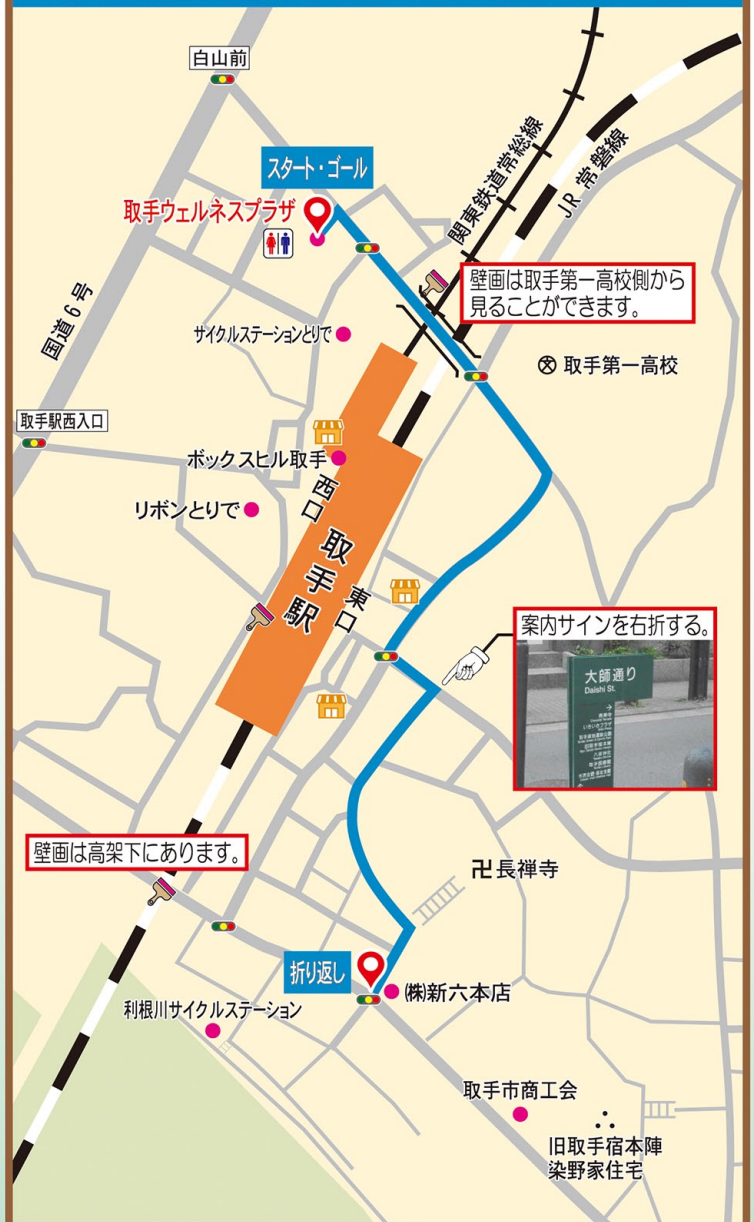 白山前
スタート・ゴール
取手ウェルネスプラザ
関東鉄道常総線
JR 常磐線
壁画は取手第一高校側から
見ることができます。
国道6号
サイクルステーションとりで
文 取手第一高校
取手駅西入口
ボックスヒル取手
西口
リボンとりで
取手駅
東口
案内サインを右折する。
大師通り
Daishi St.
壁画は高架下にあります。
卍長禅寺
折り返し
㈱新六本店
利根川サイクルステーション
取手市商工会
旧取手宿本陣
染野家住宅